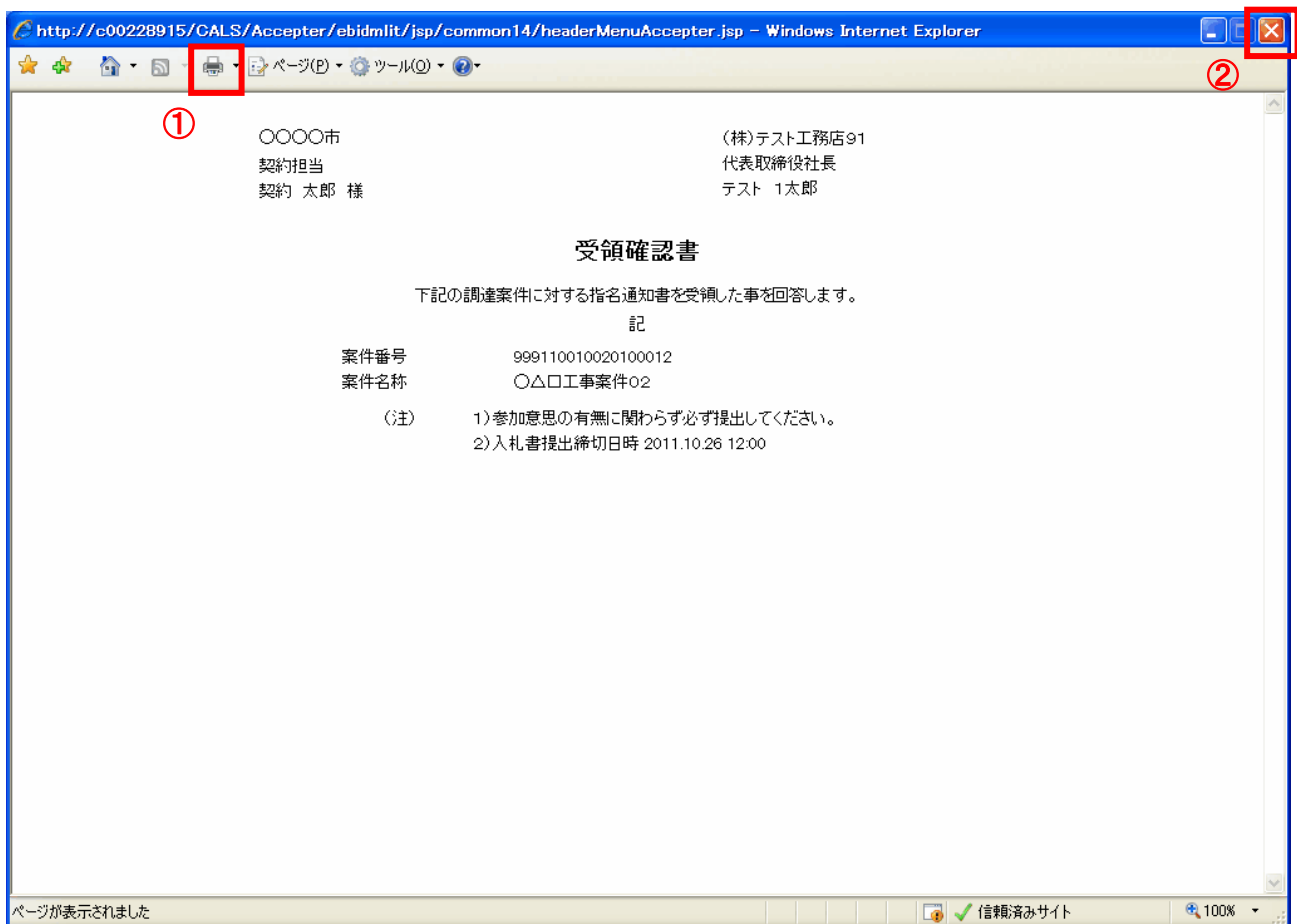 http://c00228915/CALS/Accepter/ebidmlit/jsp/common14/headerMenuAccepter.jsp - Windows Internet Explorer
②
ページ(P) ツール(O)
①
〇〇〇〇市
契約担当
契約 太郎 様
(株)テスト工務店91
代表取締役社長
テスト 1太郎
受領確認書
下記の調達案件に対する指名通知書を受領した事を回答します。
記
案件番号 999110010020100012
案件名称 〇△□工事案件02
(注) 1)参加意思の有無に関わらず必ず提出してください。
2)入札書提出締切日時 2011.10.26 12:00
ページが表示されました 信頼済みサイト 100%